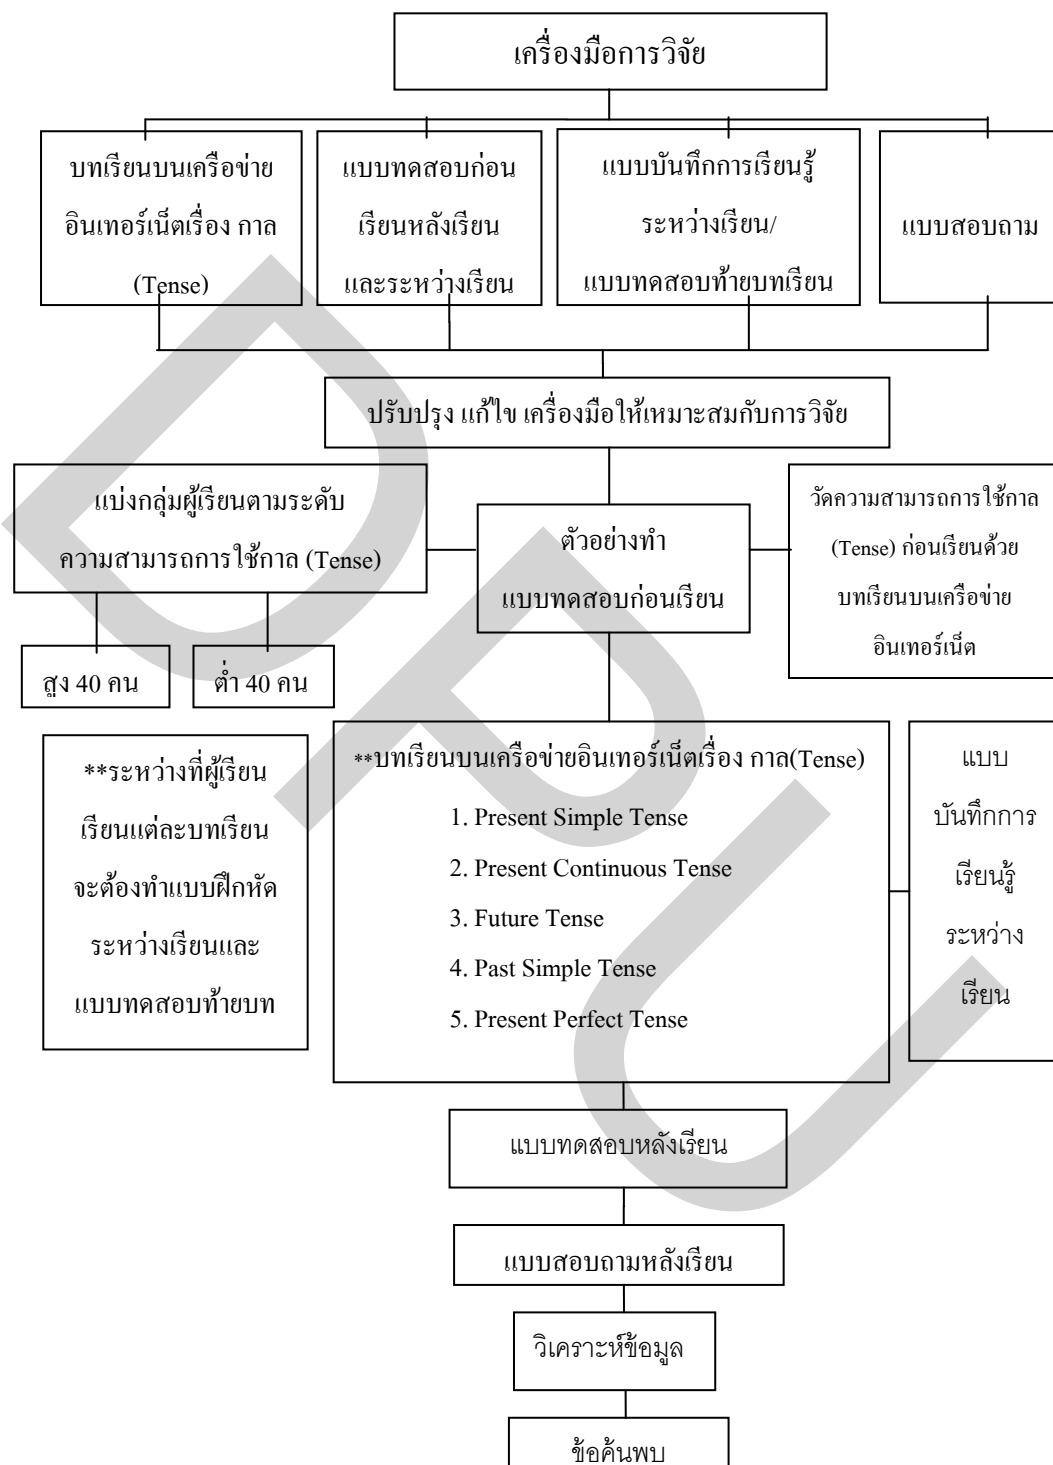 เครื่องมือการวิจัย
บทเรียนบนเครือข่าย
อินเทอร์เน็ตเรื่อง กาล
(Tense)
แบบทดสอบก่อน
เรียนหลังเรียน
และระหว่างเรียน
แบบบันทึกการเรียนรู้
ระหว่างเรียน/
แบบทดสอบท้ายบทเรียน
แบบสอบถาม
ปรับปรุง แก้ไข เครื่องมือให้เหมาะสมกับการวิจัย
แบ่งกลุ่มผู้เรียนตามระดับ
ความสามารถการใช้กาล (Tense)
ตัวอย่างทำ
แบบทดสอบก่อนเรียน
วัดความสามารถการใช้กาล
(Tense) ก่อนเรียนด้วย
บทเรียนบนเครือข่าย
อินเทอร์เน็ต
สูง 40 คน
ต่ำ 40 คน
**ระหว่างที่ผู้เรียน
เรียนแต่ละบทเรียน
จะต้องทำแบบฝึกหัด
ระหว่างเรียนและ
แบบทดสอบท้ายบท
**บทเรียนบนเครือข่ายอินเทอร์เน็ตเรื่อง กาล(Tense)
1. Present Simple Tense
2. Present Continuous Tense
3. Future Tense
4. Past Simple Tense
5. Present Perfect Tense
แบบ
บันทึกการ
เรียนรู้
ระหว่าง
เรียน
แบบทดสอบหลังเรียน
แบบสอบถามหลังเรียน
วิเคราะห์ข้อมูล
ข้อค้นพบ
DPU